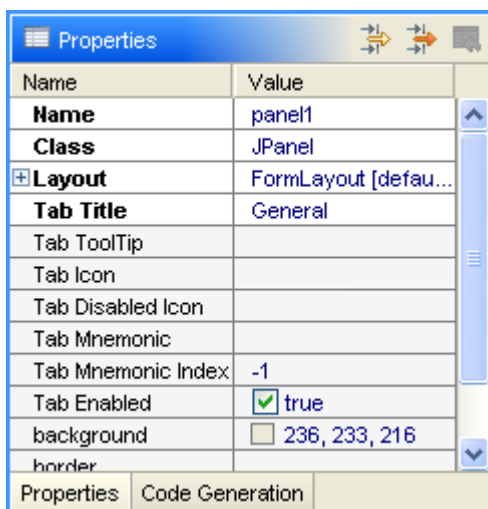 Properties
Name Value
Name panel1
Class JPanel
Layout FormLayout [defau...
Tab Title General
Tab ToolTip
Tab Icon
Tab Disabled Icon
Tab Mnemonic
Tab Mnemonic Index -1
Tab Enabled true
background 236, 233, 216
border
Properties Code Generation